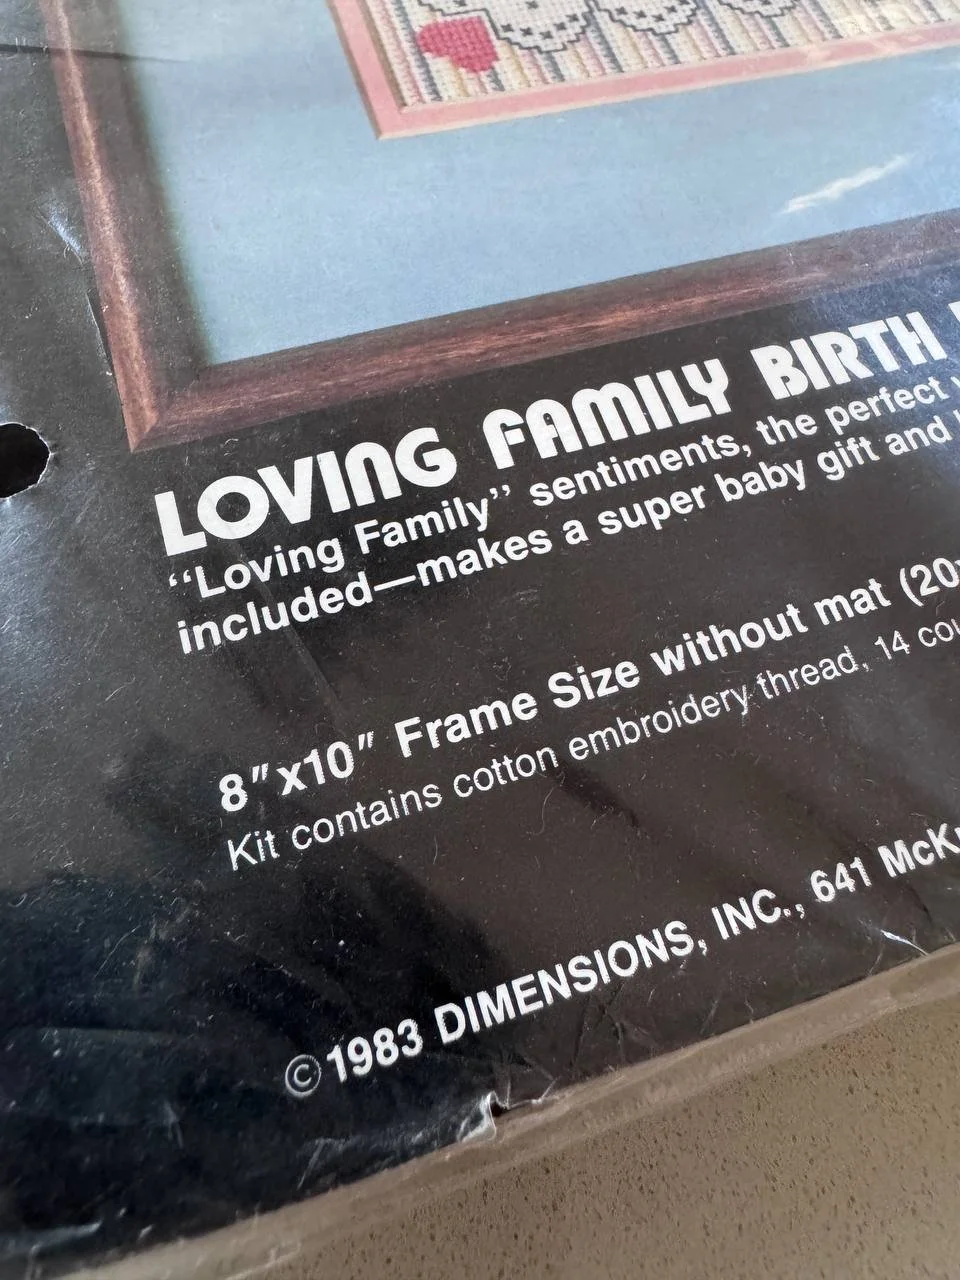 LOVING FAMILY BIRTH
“Loving Family” sentiments, the perfect
included—makes a super baby gift and
8"x10" Frame Size without mat (20
Kit contains cotton embroidery thread, 14
©1983 DIMENSIONS, INC., 641